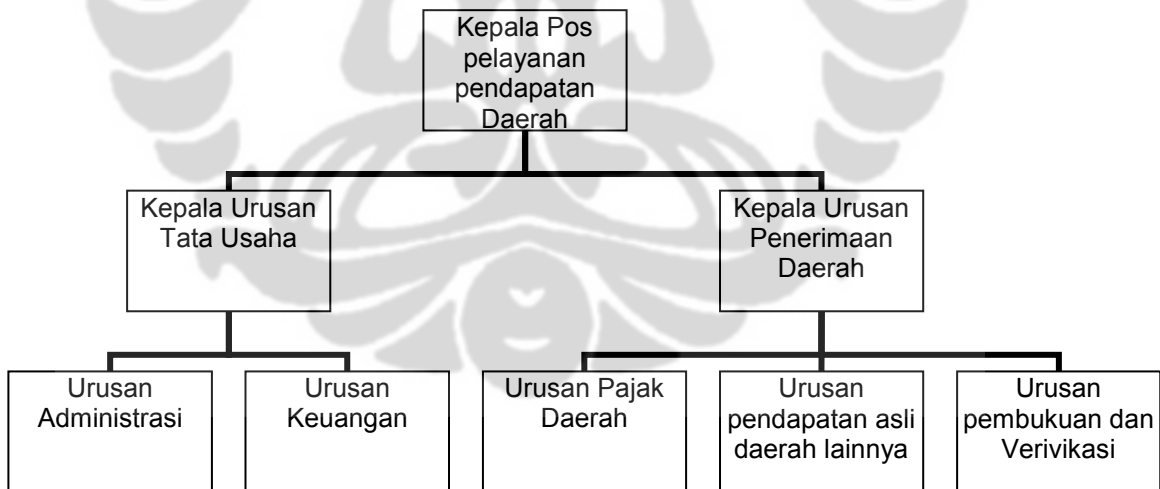 Kepala Pos
pelayanan
pendapatan
Daerah
Kepala Urusan
Tata Usaha
Kepala Urusan
Penerimaan
Daerah
Urusan
Administrasi
Urusan
Keuangan
Urusan Pajak
Daerah
Urusan
pendapatan asli
daerah lainnya
Urusan
pembukuan dan
Verivikasi